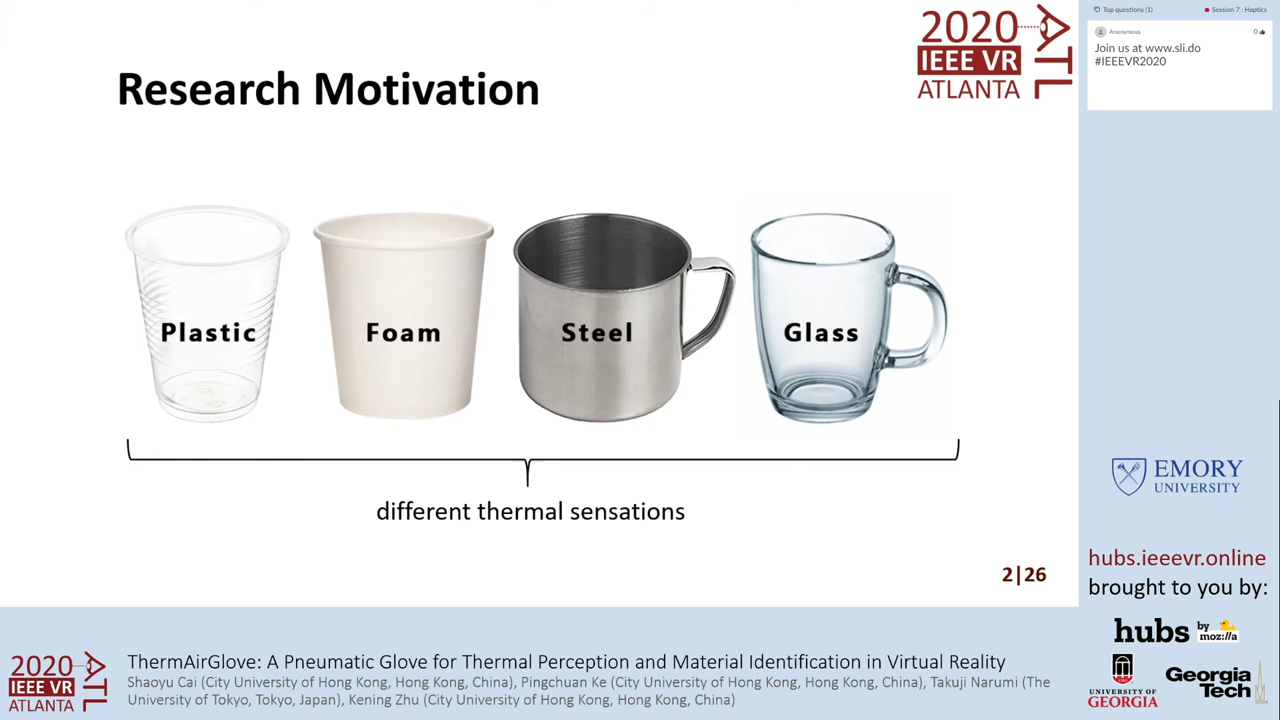 Research Motivation
2020
IEEE VR
ATLANTA
ATL
Plastic
Foam
Steel
Glass
different thermal sensations
2|26
Top questions (1)
Session 7 : Haptics
Anonymous
0
Join us at www.sli.do
#IEEEVR2020
EMORY
UNIVERSITY
hubs.ieeevr.online
brought to you by:
hubs by moz://a
UNIVERSITY OF
GEORGIA
Georgia
Tech
2020
IEEE VR
ATLANTA
ATL
ThermAirGlove: A Pneumatic Glove for Thermal Perception and Material Identification in Virtual Reality
Shaoyu Cai (City University of Hong Kong, Hong Kong, China), Pingchuan Ke (City University of Hong Kong, Hong Kong, China), Takuji Narumi (The
University of Tokyo, Tokyo, Japan), Kening Zhu (City University of Hong Kong, Hong Kong, China)